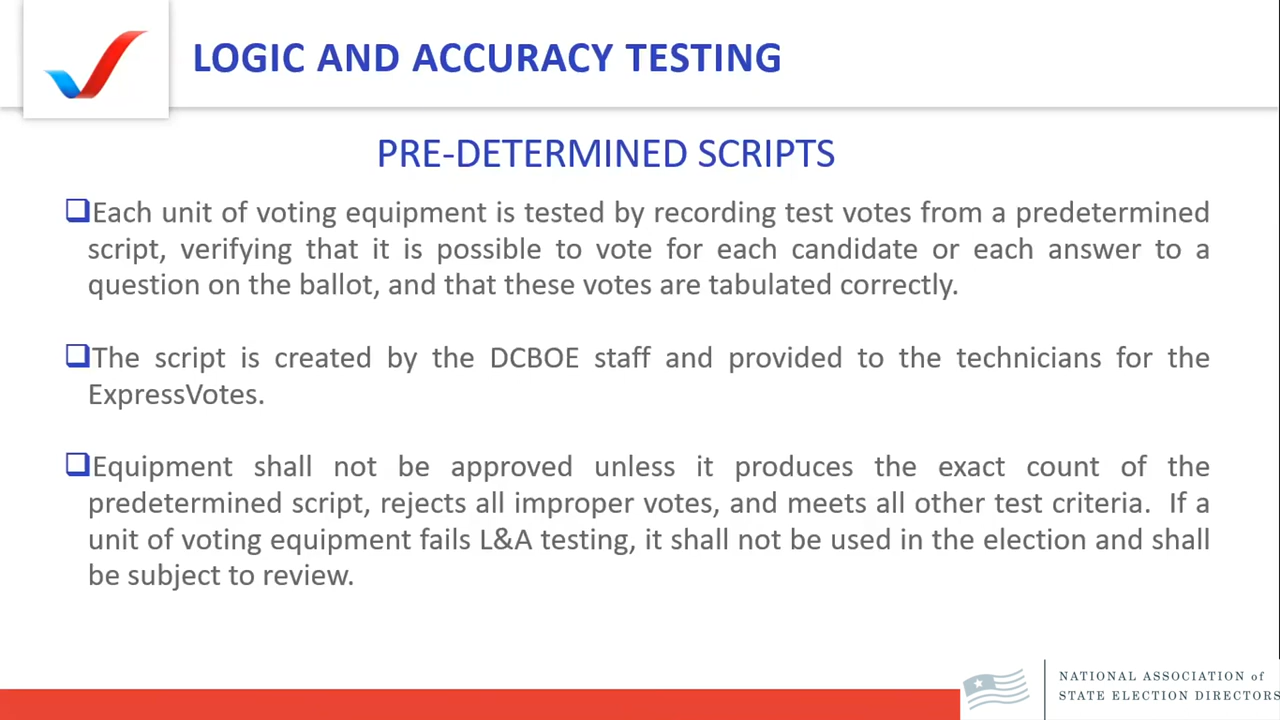 LOGIC AND ACCURACY TESTING
PRE-DETERMINED SCRIPTS
Each unit of voting equipment is tested by recording test votes from a predetermined
script, verifying that it is possible to vote for each candidate or each answer to a
question on the ballot, and that these votes are tabulated correctly.
The script is created by the DCBOE staff and provided to the technicians for the
ExpressVotes.
Equipment shall not be approved unless it produces the exact count of the
predetermined script, rejects all improper votes, and meets all other test criteria. If a
unit of voting equipment fails L&A testing, it shall not be used in the election and shall
be subject to review.
NATIONAL ASSOCIATION of
STATE ELECTION DIRECTORS